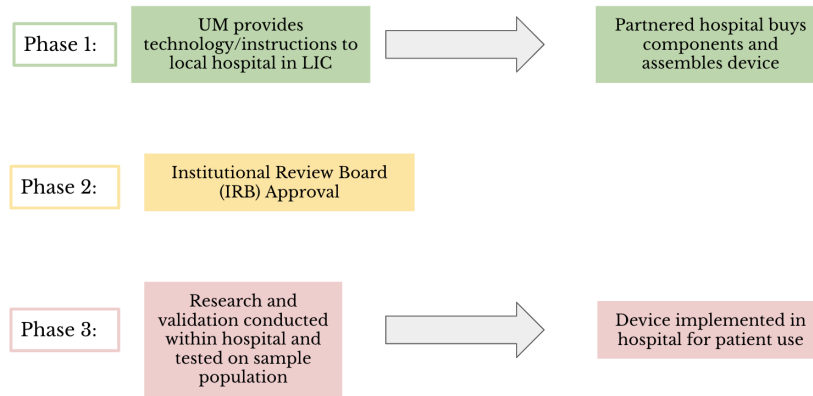 Phase 1:
UM provides
technology/instructions to
local hospital in LIC
Partnered hospital buys
components and
assembles device
Phase 2:
Institutional Review Board
(IRB) Approval
Phase 3:
Research and
validation conducted
within hospital and
tested on sample
population
Device implemented in
hospital for patient use